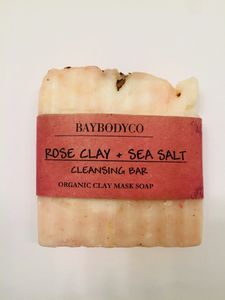 BAYBODYCO
ROSE CLAY + SEA SALT
CLEANSING BAR
ORGANIC CLAY MASK SOAP